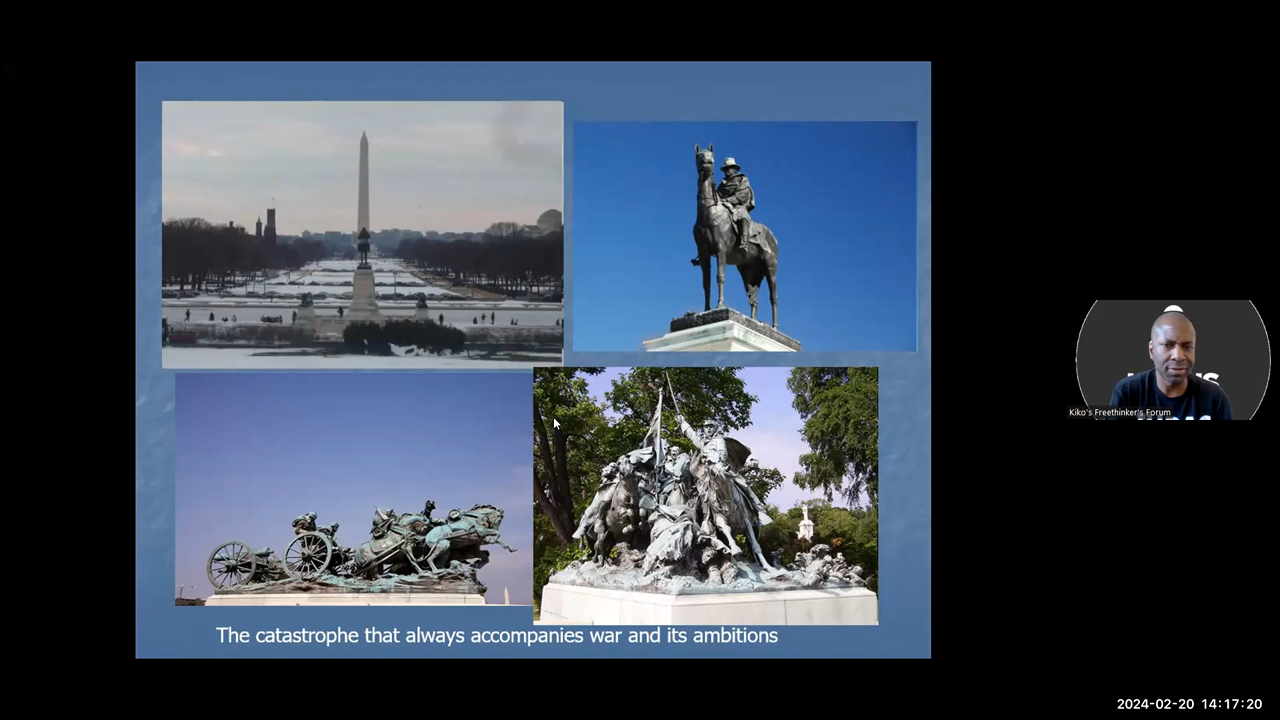 The catastrophe that always accompanies war and its ambitions
Kiko's Freethinker's Forum
2024-02-20 14:17:20